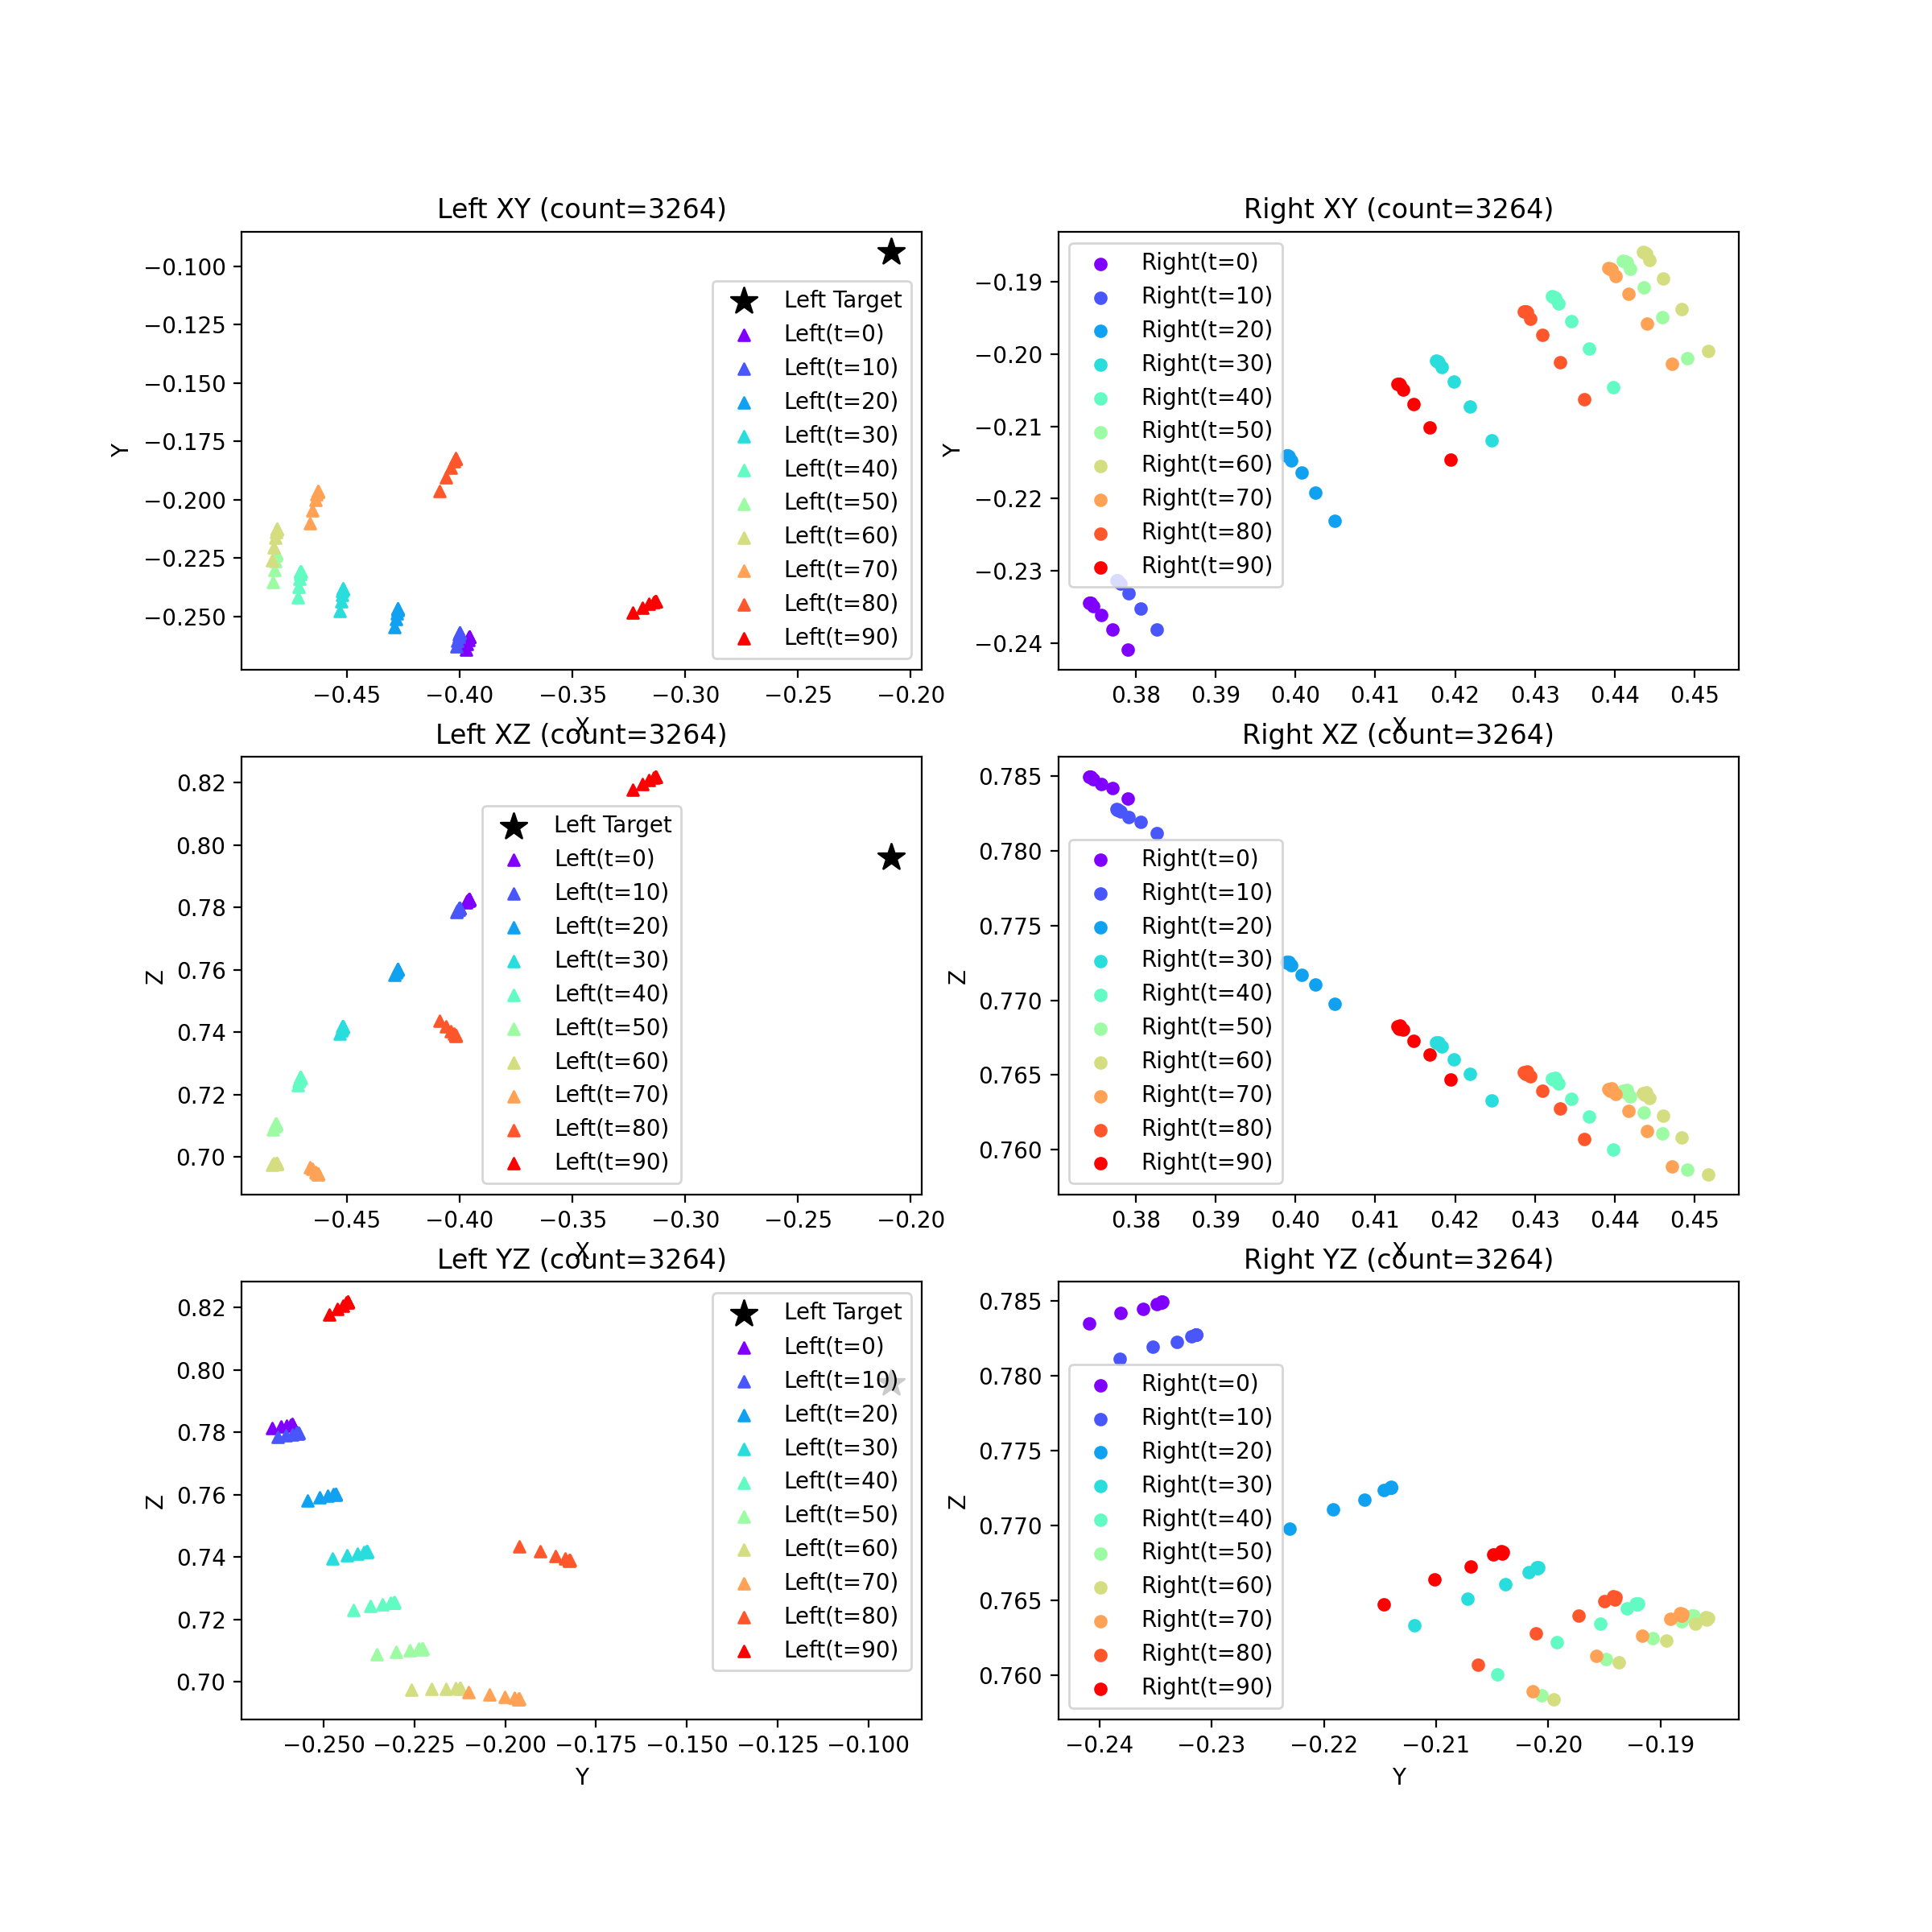 Left XY (count=3264)
Y
−0.100
−0.125
−0.150
−0.175
−0.200
−0.225
−0.250
Left Target
Left(t=0)
Left(t=10)
Left(t=20)
Left(t=30)
Left(t=40)
Left(t=50)
Left(t=60)
Left(t=70)
Left(t=80)
Left(t=90)
−0.45 −0.40 −0.35 −0.30 −0.25 −0.20
X
Right XY (count=3264)
Y
−0.19
−0.20
−0.21
−0.22
−0.23
−0.24
Right(t=0)
Right(t=10)
Right(t=20)
Right(t=30)
Right(t=40)
Right(t=50)
Right(t=60)
Right(t=70)
Right(t=80)
Right(t=90)
0.38 0.39 0.40 0.41 0.42 0.43 0.44 0.45
X
Left XZ (count=3264)
Z
0.82
0.80
0.78
0.76
0.74
0.72
0.70
Left Target
Left(t=0)
Left(t=10)
Left(t=20)
Left(t=30)
Left(t=40)
Left(t=50)
Left(t=60)
Left(t=70)
Left(t=80)
Left(t=90)
−0.45 −0.40 −0.35 −0.30 −0.25 −0.20
X
Right XZ (count=3264)
Z
0.785
0.780
0.775
0.770
0.765
0.760
Right(t=0)
Right(t=10)
Right(t=20)
Right(t=30)
Right(t=40)
Right(t=50)
Right(t=60)
Right(t=70)
Right(t=80)
Right(t=90)
0.38 0.39 0.40 0.41 0.42 0.43 0.44 0.45
X
Left YZ (count=3264)
Z
0.82
0.80
0.78
0.76
0.74
0.72
0.70
Left Target
Left(t=0)
Left(t=10)
Left(t=20)
Left(t=30)
Left(t=40)
Left(t=50)
Left(t=60)
Left(t=70)
Left(t=80)
Left(t=90)
−0.250 −0.225 −0.200 −0.175 −0.150 −0.125 −0.100
Y
Right YZ (count=3264)
Z
0.785
0.780
0.775
0.770
0.765
0.760
Right(t=0)
Right(t=10)
Right(t=20)
Right(t=30)
Right(t=40)
Right(t=50)
Right(t=60)
Right(t=70)
Right(t=80)
Right(t=90)
−0.24 −0.23 −0.22 −0.21 −0.20 −0.19
Y